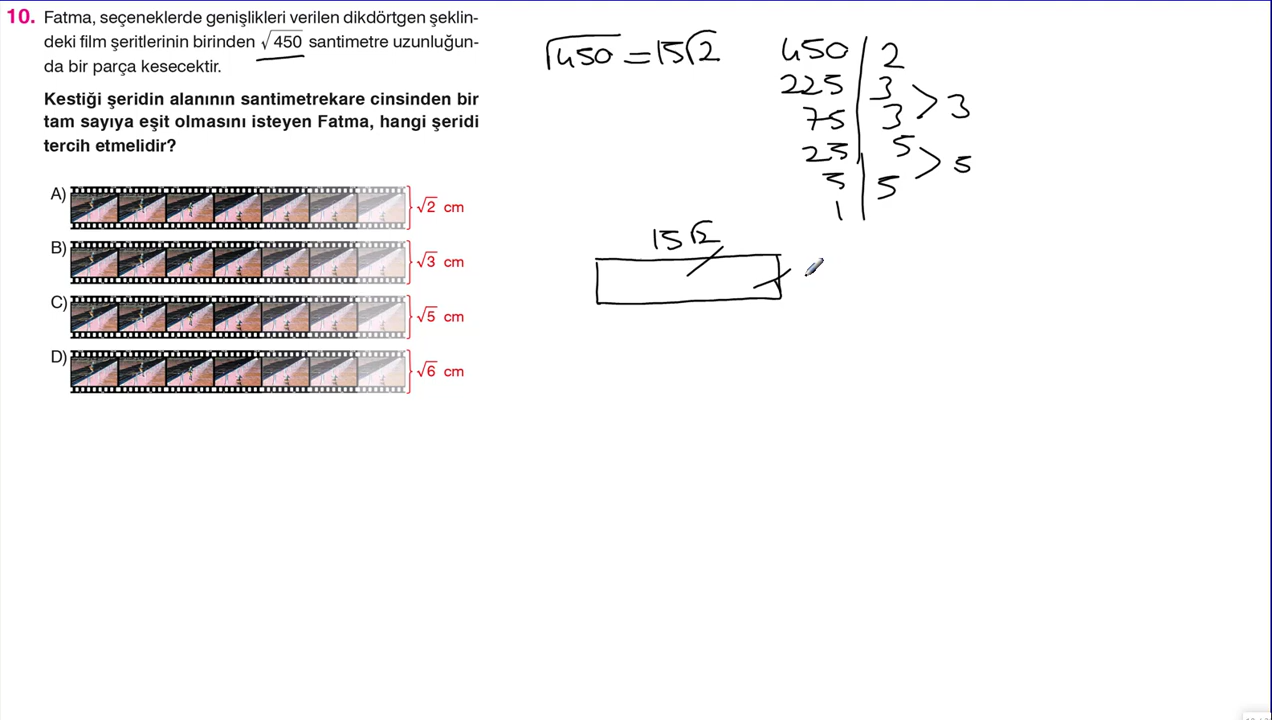 10. Fatma, seçeneklerde genişlikleri verilen dikdörtgen şeklin-
deki film şeritlerinin birinden √450 santimetre uzunluğun-
da bir parça kesecektir.
Kestiği şeridin alanının santimetrekare cinsinden bir
tam sayıya eşit olmasını isteyen Fatma, hangi şeridi
tercih etmelidir?
A) √2 cm
B) √3 cm
C) √5 cm
D) √6 cm
√450 = 15√2
450 | 2
225 | 3
75 | 3 > 3
25 | 5
5 | 5 > 5
1 |
15√2